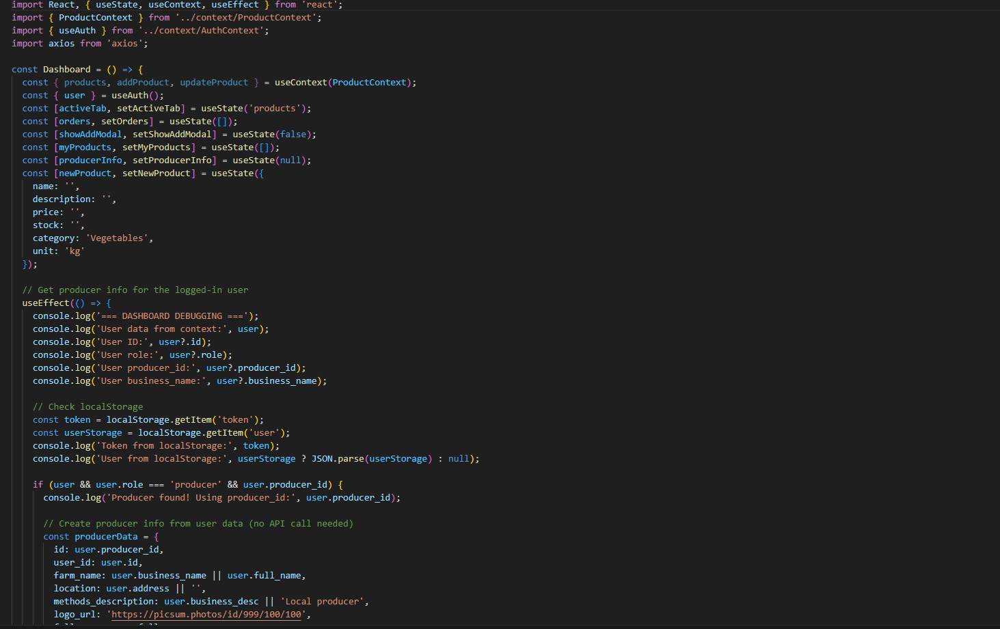 import React, { useState, useContext, useEffect } from 'react';
import { ProductContext } from '../context/ProductContext';
import { useAuth } from '../context/AuthContext';
import axios from 'axios';

const Dashboard = () => {
  const { products, addProduct, updateProduct } = useContext(ProductContext);
  const { user } = useAuth();
  const [activeTab, setActiveTab] = useState('products');
  const [orders, setOrders] = useState([]);
  const [showAddModal, setShowAddModal] = useState(false);
  const [myProducts, setMyProducts] = useState([]);
  const [producerInfo, setProducerInfo] = useState(null);
  const [newProduct, setNewProduct] = useState({
    name: '',
    description: '',
    price: '',
    stock: '',
    category: 'Vegetables',
    unit: 'kg'
  });

  // Get producer info for the logged-in user
  useEffect(() => {
    console.log('=== DASHBOARD DEBUGGING ===');
    console.log('User data from context:', user);
    console.log('User ID:', user?.id);
    console.log('User role:', user?.role);
    console.log('User producer_id:', user?.producer_id);
    console.log('User business_name:', user?.business_name);

    // Check localStorage
    const token = localStorage.getItem('token');
    const userStorage = localStorage.getItem('user');
    console.log('Token from localStorage:', token);
    console.log('User from localStorage:', userStorage ? JSON.parse(userStorage) : null);

    if (user && user.role === 'producer' && user.producer_id) {
      console.log('Producer found! Using producer_id:', user.producer_id);

      // Create producer info from user data (no API call needed)
      const producerData = {
        id: user.producer_id,
        user_id: user.id,
        farm_name: user.business_name || user.full_name,
        location: user.address || '',
        methods_description: user.business_desc || 'Local producer',
        logo_url: 'https://picsum.photos/id/999/100/100',